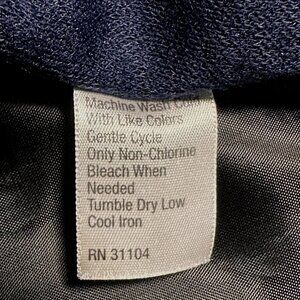 Machine Wash Cold
With Like Colors
Gentle Cycle
Only Non-Chlorine
Bleach When
Needed
Tumble Dry Low
Cool Iron
RN 31104